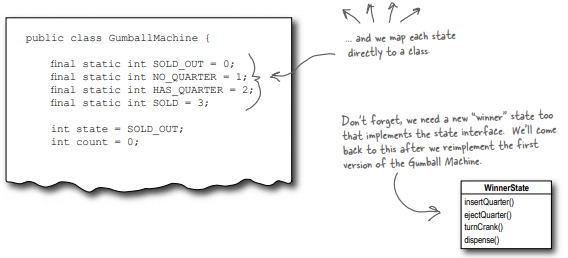 public class GumballMachine {
final static int SOLD_OUT = 0;
final static int NO_QUARTER = 1;
final static int HAS_QUARTER = 2;
final static int SOLD = 3;
int state = SOLD_OUT;
int count = 0;
... and we map each state
directly to a class.
Don't forget, we need a new "winner" state too
that implements the state interface. We'll come
back to this after we reimplement the first
version of the Gumball Machine.
WinnerState
insertQuarter()
ejectQuarter()
turnCrank()
dispense()